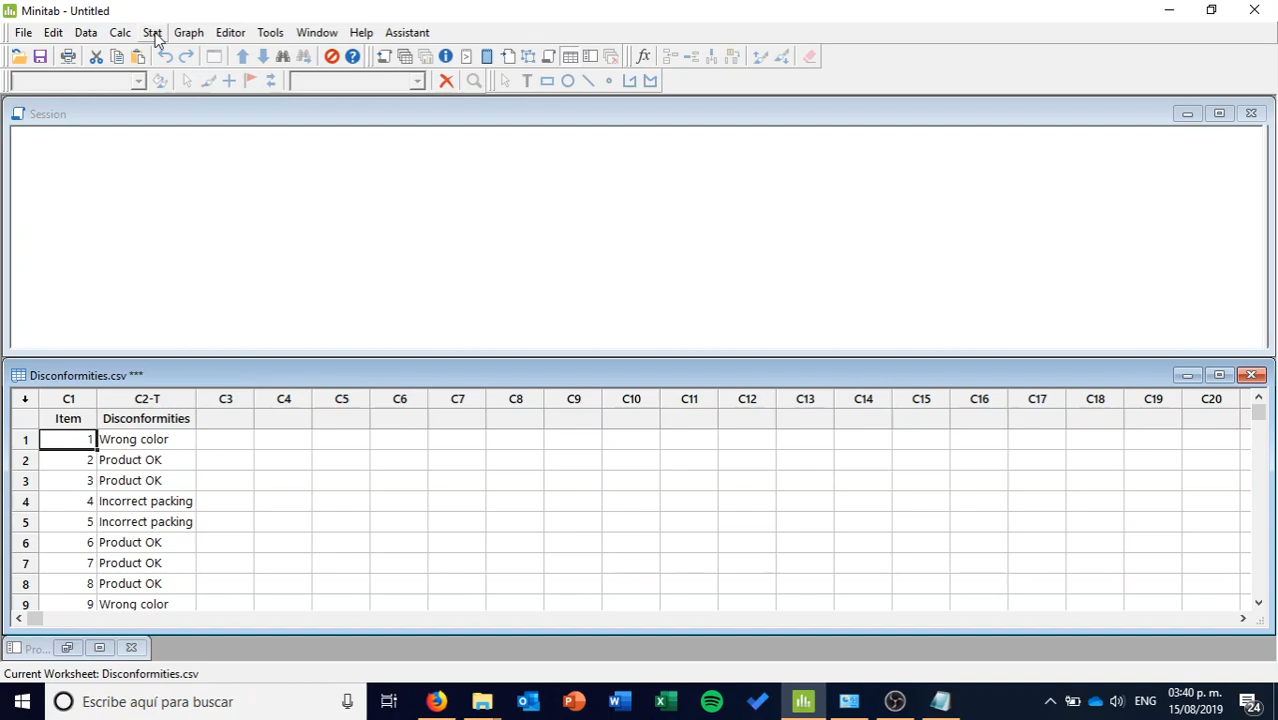 Minitab - Untitled
File Edit Data Calc Stat Graph Editor Tools Window Help Assistant
Session
Disconformities.csv ***
C1 C2-T C3 C4 C5 C6 C7 C8 C9 C10 C11 C12 C13 C14 C15 C16 C17 C18 C19 C20
Item Disconformities
1 1 Wrong color
2 2 Product OK
3 3 Product OK
4 4 Incorrect packing
5 5 Incorrect packing
6 6 Product OK
7 7 Product OK
8 8 Product OK
9 9 Wrong color
Pro...
Current Worksheet: Disconformities.csv
Escribe aquí para buscar
ENG
03:40 p. m.
15/08/2019
24